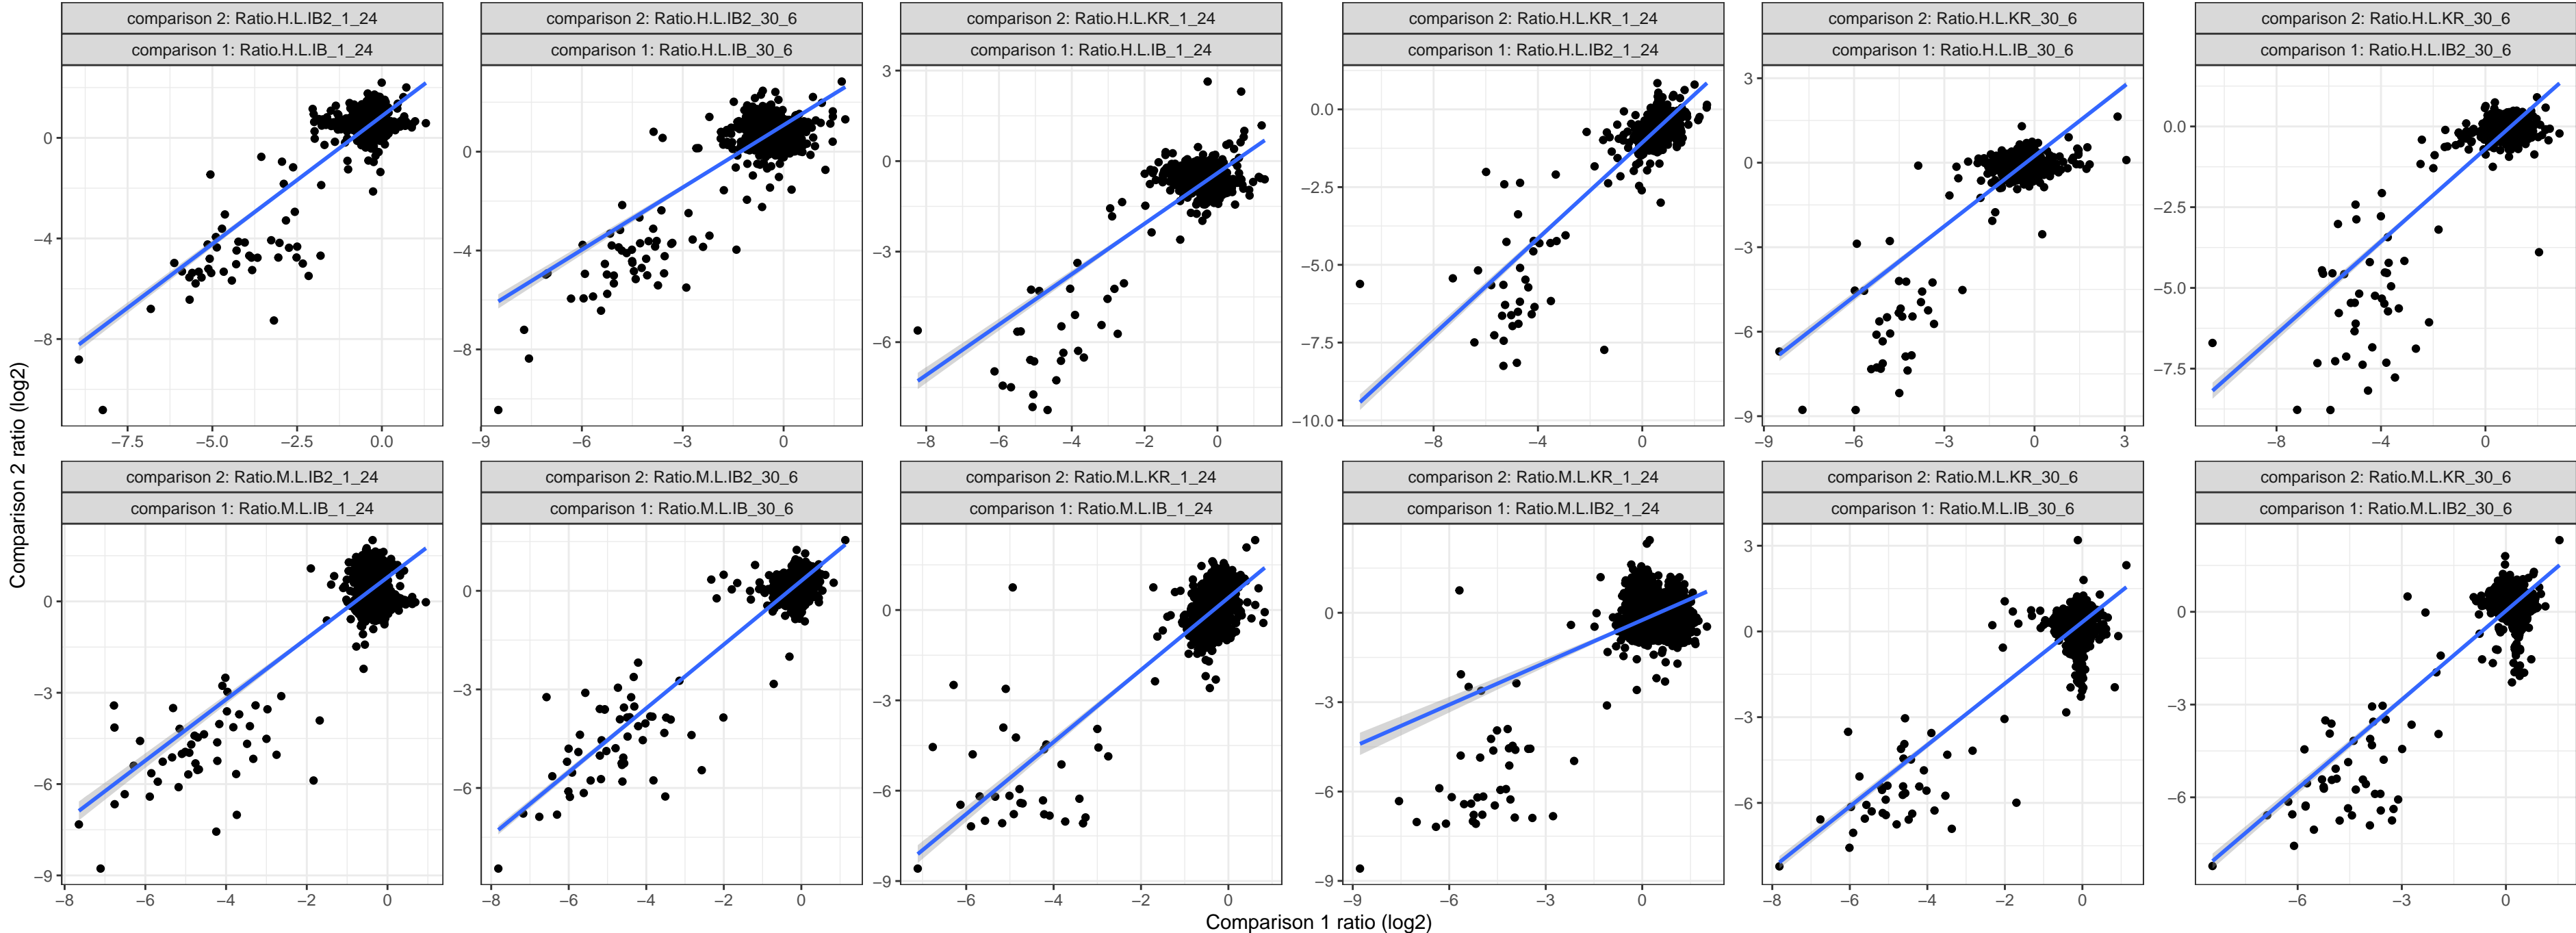 comparison 2: Ratio.H.L.IB2_1_24
comparison 1: Ratio.H.L.IB_1_24
comparison 2: Ratio.H.L.IB2_30_6
comparison 1: Ratio.H.L.IB_30_6
comparison 2: Ratio.H.L.KR_1_24
comparison 1: Ratio.H.L.IB_1_24
comparison 2: Ratio.H.L.KR_1_24
comparison 1: Ratio.H.L.IB2_1_24
comparison 2: Ratio.H.L.KR_30_6
comparison 1: Ratio.H.L.IB_30_6
comparison 2: Ratio.H.L.KR_30_6
comparison 1: Ratio.H.L.IB2_30_6
0
−4
−8
−7.5 −5.0 −2.5 0.0
0
−4
−8
−9 −6 −3 0
3
0
−3
−6
−8 −6 −4 −2 0
0.0
−2.5
−5.0
−7.5
−10.0
−8 −4 0
3
0
−3
−6
−9
−9 −6 −3 0 3
0.0
−2.5
−5.0
−7.5
−8 −4 0
Comparison 2 ratio (log2)
comparison 2: Ratio.M.L.IB2_1_24
comparison 1: Ratio.M.L.IB_1_24
comparison 2: Ratio.M.L.IB2_30_6
comparison 1: Ratio.M.L.IB_30_6
comparison 2: Ratio.M.L.KR_1_24
comparison 1: Ratio.M.L.IB_1_24
comparison 2: Ratio.M.L.KR_1_24
comparison 1: Ratio.M.L.IB2_1_24
comparison 2: Ratio.M.L.KR_30_6
comparison 1: Ratio.M.L.IB_30_6
comparison 2: Ratio.M.L.KR_30_6
comparison 1: Ratio.M.L.IB2_30_6
0
−3
−6
−9
−8 −6 −4 −2 0
0
−3
−6
−8 −6 −4 −2 0
0
−3
−6
−9
−6 −4 −2 0
0
−3
−6
−9
−9 −6 −3 0
3
0
−3
−6
−8 −6 −4 −2 0
0
−3
−6
−6 −3 0
Comparison 1 ratio (log2)